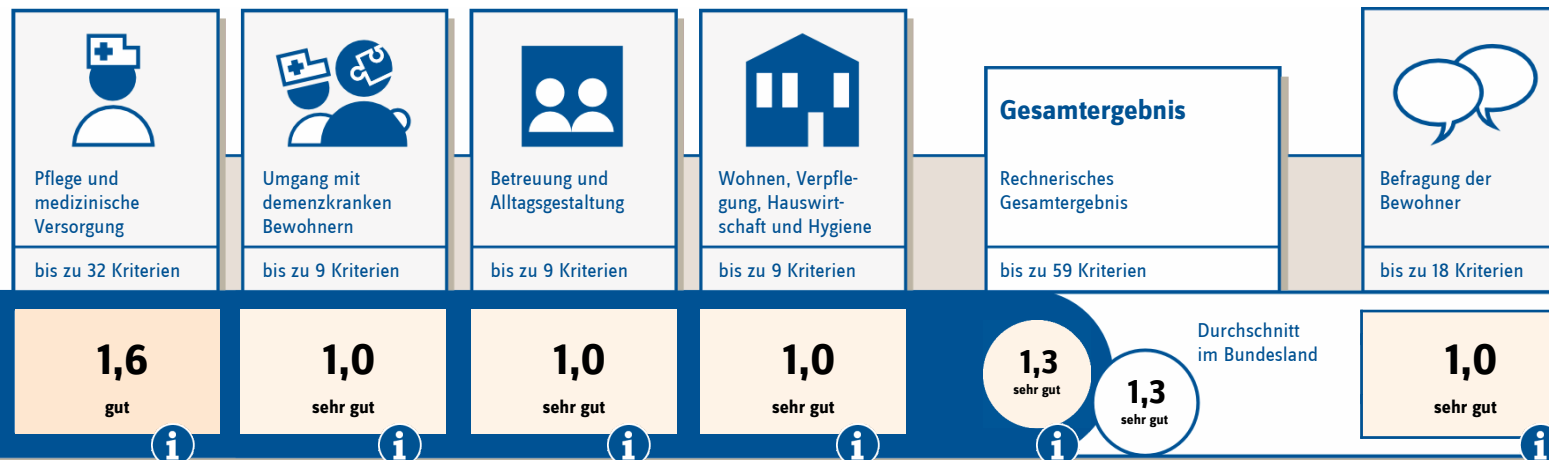 Pflege und
medizinische
Versorgung
bis zu 32 Kriterien
1,6
gut
i
Umgang mit
demenzkranken
Bewohnern
bis zu 9 Kriterien
1,0
sehr gut
i
Betreuung und
Alltagsgestaltung
bis zu 9 Kriterien
1,0
sehr gut
i
Wohnen, Verpfle-
gung, Hauswirt-
schaft und Hygiene
bis zu 9 Kriterien
1,0
sehr gut
i
Gesamtergebnis
Rechnerisches
Gesamtergebnis
bis zu 59 Kriterien
1,3
sehr gut
i
Durchschnitt
im Bundesland
1,3
sehr gut
Befragung der
Bewohner
bis zu 18 Kriterien
1,0
sehr gut
i